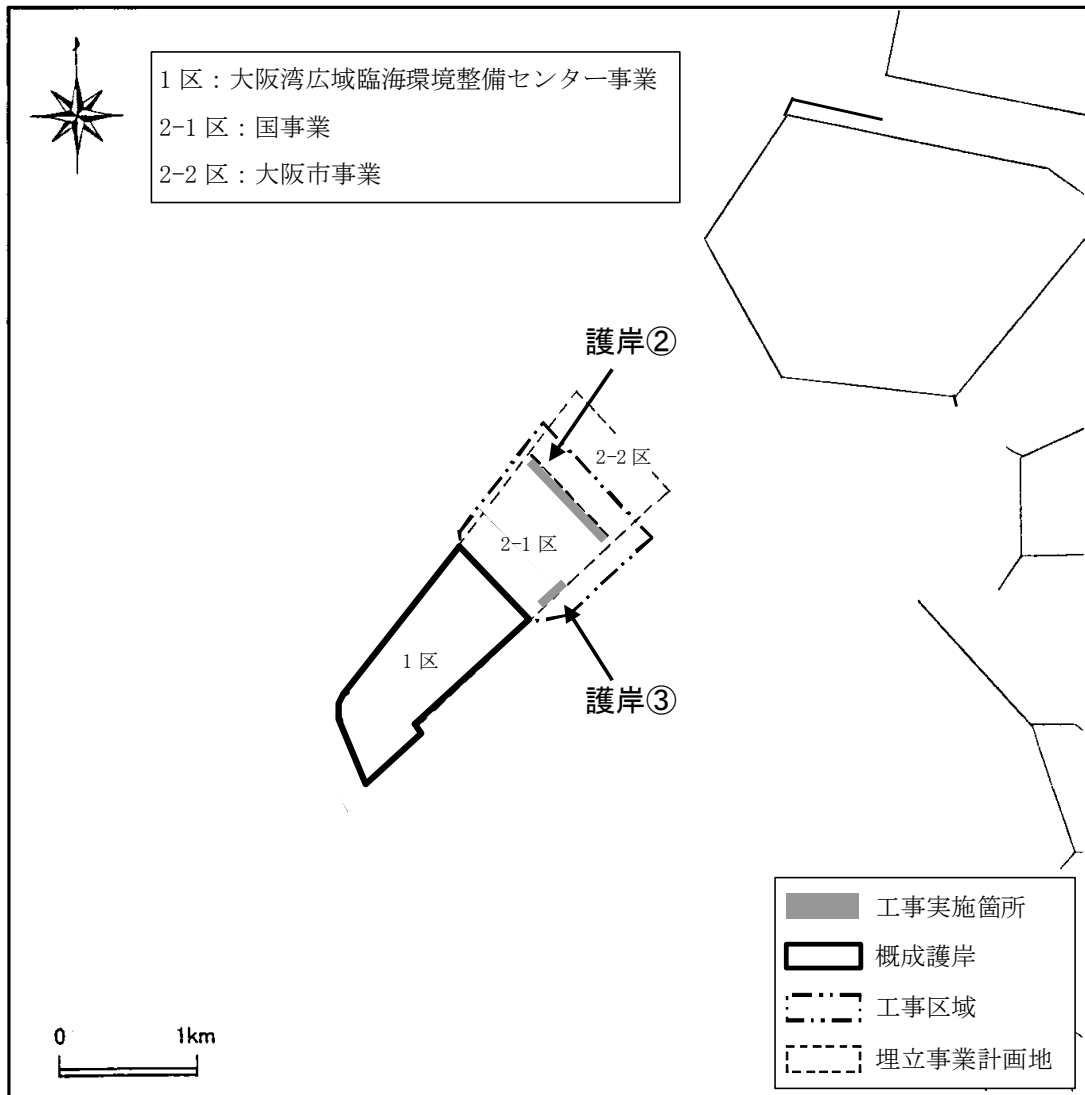 1 区：大阪湾広域臨海環境整備センター事業
2-1 区：国事業
2-2 区：大阪市事業
護岸②
2-2 区
2-1 区
1 区
護岸③
工事実施箇所
概成護岸
工事区域
埋立事業計画地
0 1km